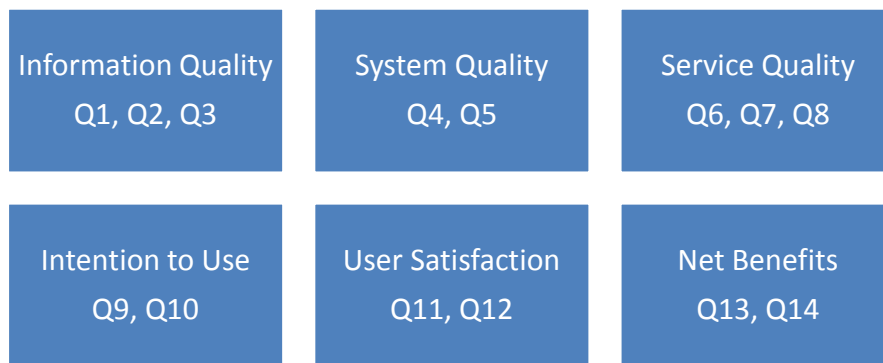 Information Quality
Q1, Q2, Q3
System Quality
Q4, Q5
Service Quality
Q6, Q7, Q8
Intention to Use
Q9, Q10
User Satisfaction
Q11, Q12
Net Benefits
Q13, Q14